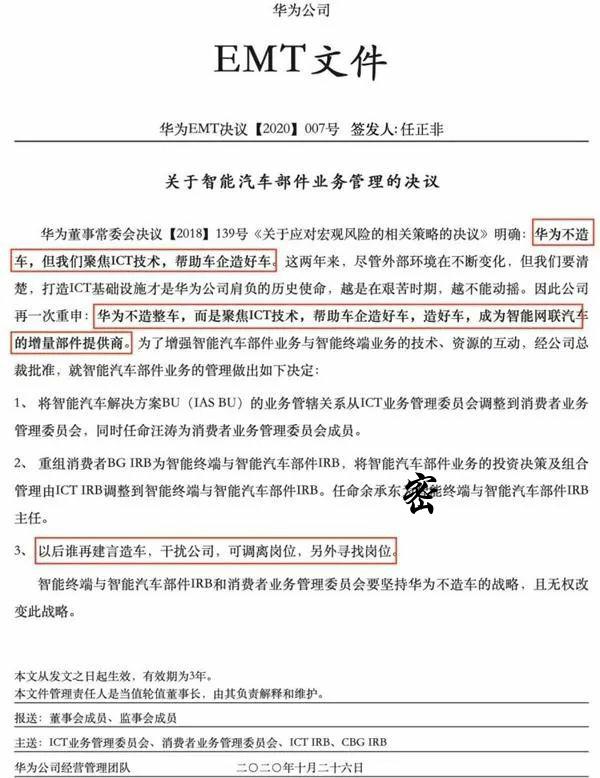 华为公司
EMT文件
华为EMT决议【2020】007号 签发人:任正非
关于智能汽车部件业务管理的决议
华为董事常委会决议【2018】139号《关于应对宏观风险的相关策略的决议》明确:华为不造
车,但我们聚焦ICT技术,帮助车企造好车。这两年来,尽管外部环境在不断变化,但我们要清
楚,打造ICT基础设施才是华为公司肩负的历史使命,越是在艰苦时期,越不能动摇。因此公司
再一次重申:华为不造整车,而是聚焦ICT技术,帮助车企造好车,造好车,成为智能网联汽车
的增量部件提供商。为了增强智能汽车部件业务与智能终端业务的技术、资源的互动,经公司总
裁批准,就智能汽车部件业务的管理做出如下决定:
1、 将智能汽车解决方案BU(IAS BU)的业务管辖关系从ICT业务管理委员会调整到消费者业务
管理委员会,同时任命汪涛为消费者业务管理委员会成员。
2、 重组消费者BG IRB为智能终端与智能汽车部件IRB,将智能汽车部件业务的投资决策及组合
管理由ICT IRB调整到智能终端与智能汽车部件IRB。任命余承东 密 能终端与智能汽车部件IRB
主任。
3、 以后谁再建言造车,干扰公司,可调离岗位,另外寻找岗位。
智能终端与智能汽车部件IRB和消费者业务管理委员会要坚持华为不造车的战略,且无权改
变此战略。
本文从发文之日起生效,有效期为3年。
本文件管理责任人是当值轮值董事长,由其负责解释和维护。
报送:董事会成员、监事会成员
主送:ICT业务管理委员会、消费者业务管理委员会、ICT IRB、CBG IRB
华为公司经营管理团队 二〇二〇年十月二十六日